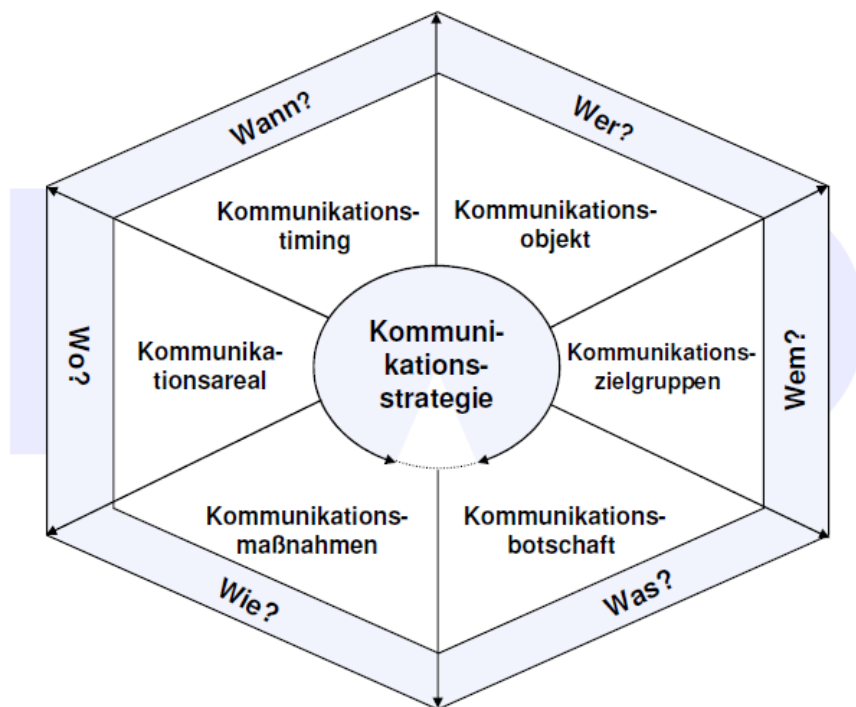 Wann?
Wer?
Kommunikations-
timing
Kommunikations-
objekt
Wo?
Kommunika-
tionsareal
Kommuni-
kations-
strategie
Kommunikations-
zielgruppen
Wem?
Kommunikations-
maßnahmen
Kommunikations-
botschaft
Wie?
Was?